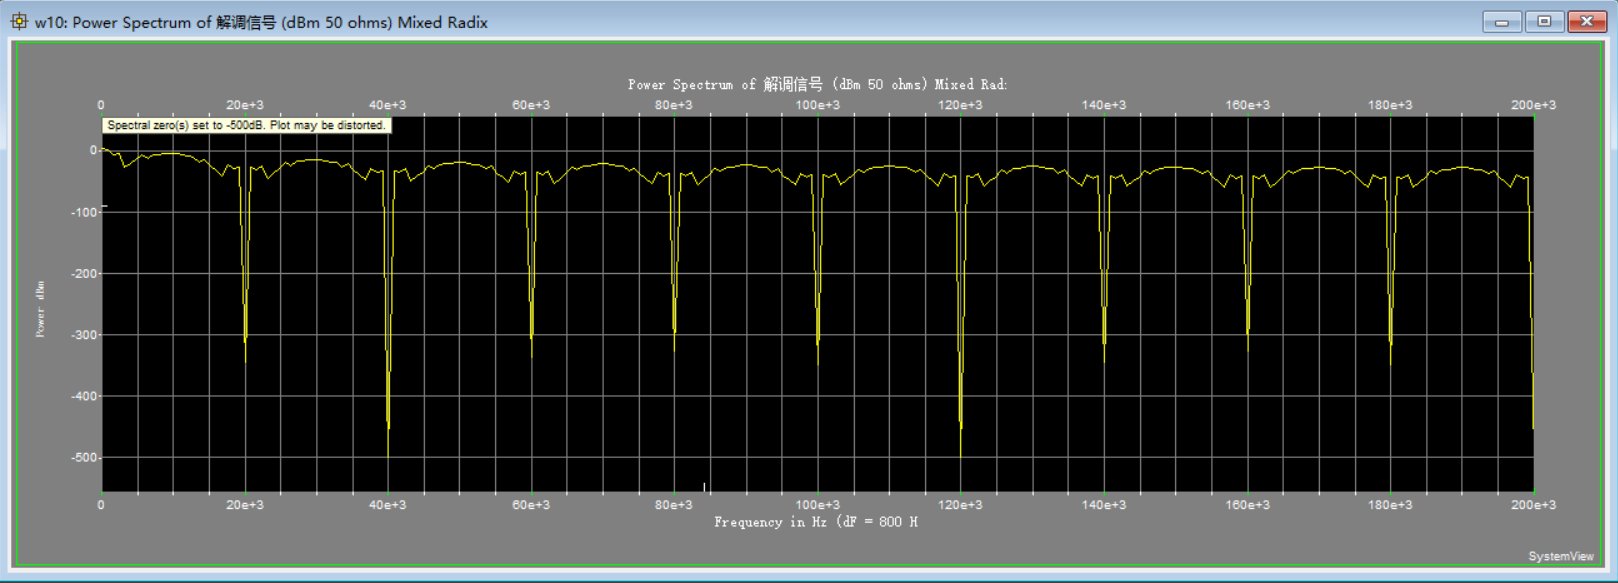 w10: Power Spectrum of 解调信号 (dBm 50 ohms) Mixed Radix
Power Spectrum of 解调信号 (dBm 50 ohms) Mixed Rad:
0 20e+3 40e+3 60e+3 80e+3 100e+3 120e+3 140e+3 160e+3 180e+3 200e+3
Spectral zero(s) set to -500dB. Plot may be distorted.
0
-100
-200
-300
-400
-500
Power dBm
0 20e+3 40e+3 60e+3 80e+3 100e+3 120e+3 140e+3 160e+3 180e+3 200e+3
Frequency in Hz (dF = 800 H
SystemView